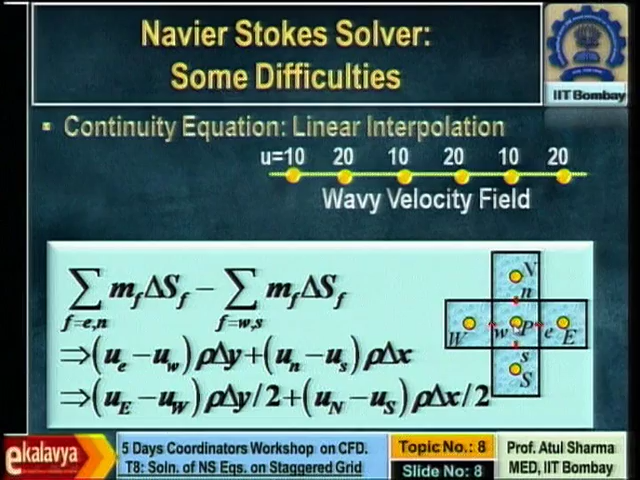 Navier Stokes Solver:
Some Difficulties
IIT Bombay
▪ Continuity Equation: Linear Interpolation
u=10 20 10 20 10 20
Wavy Velocity Field
∑ m_f ΔS_f − ∑ m_f ΔS_f
f=e,n f=w,s
⇒(u_e − u_w) ρΔy + (u_n − u_s) ρΔx
⇒(u_E − u_W) ρΔy/2 + (u_N − u_S) ρΔx/2
N
n
W w P e E
s
S
ekalavya
5 Days Coordinators Workshop on CFD.
T8: Soln. of NS Eqs. on Staggered Grid
Topic No.: 8
Slide No.: 8
Prof. Atul Sharma
MED, IIT Bombay